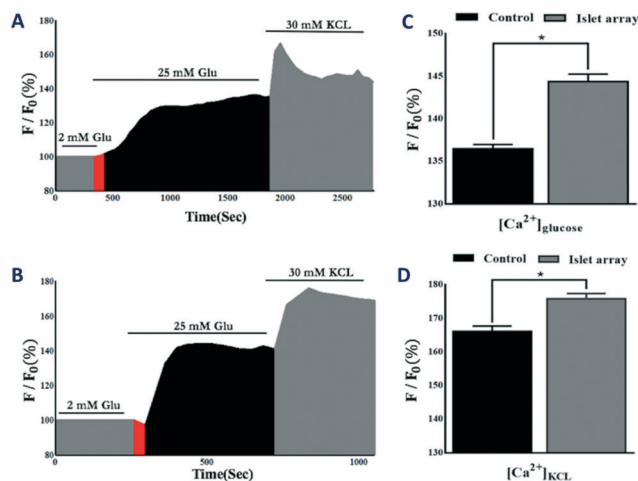 A
30 mM KCL
25 mM Glu
2 mM Glu
F / F0 (%)
180
160
140
120
100
80
0
500
1000
1500
2000
2500
Time(Sec)
B
30 mM KCL
25 mM Glu
2 mM Glu
F / F0 (%)
180
160
140
120
100
80
0
500
1000
Time(Sec)
C
Control Islet array
*
F / F0 (%)
150
145
140
135
130
[Ca2+]glucose
D
Control Islet array
*
F / F0 (%)
180
170
160
150
140
130
[Ca2+]KCL